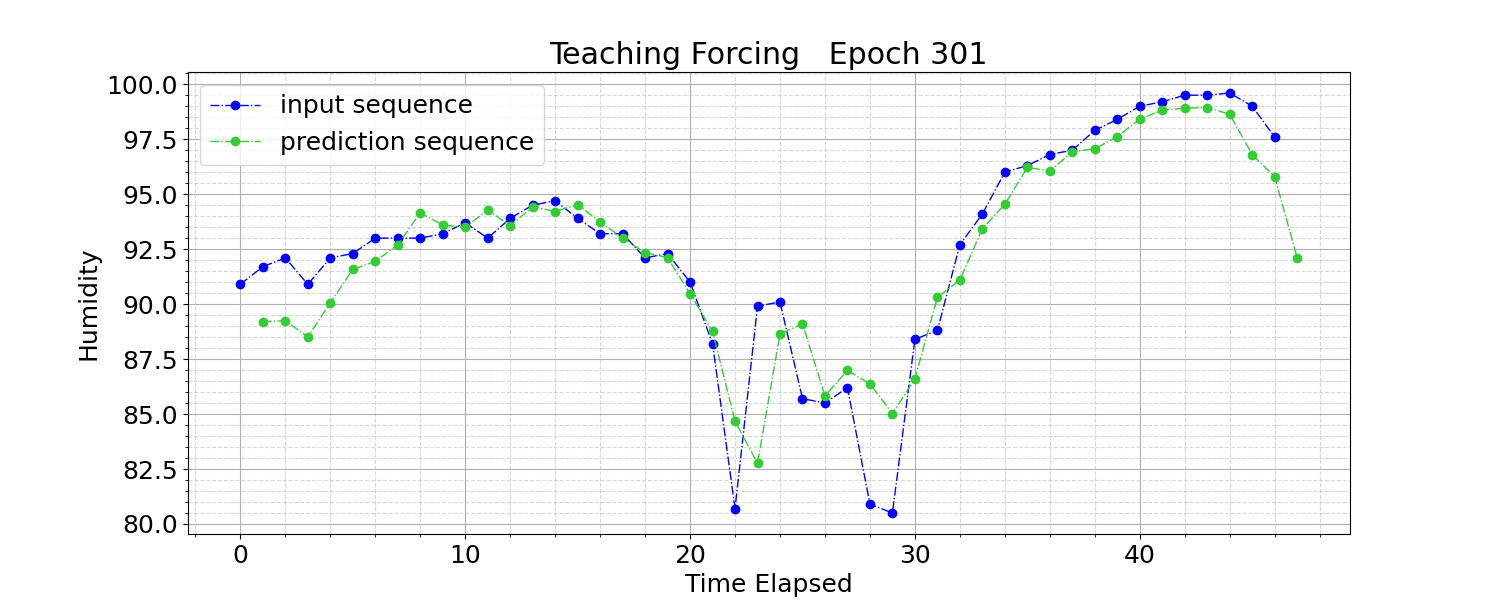 Teaching Forcing   Epoch 301
input sequence
prediction sequence
Humidity
100.0
97.5
95.0
92.5
90.0
87.5
85.0
82.5
80.0
0 10 20 30 40
Time Elapsed